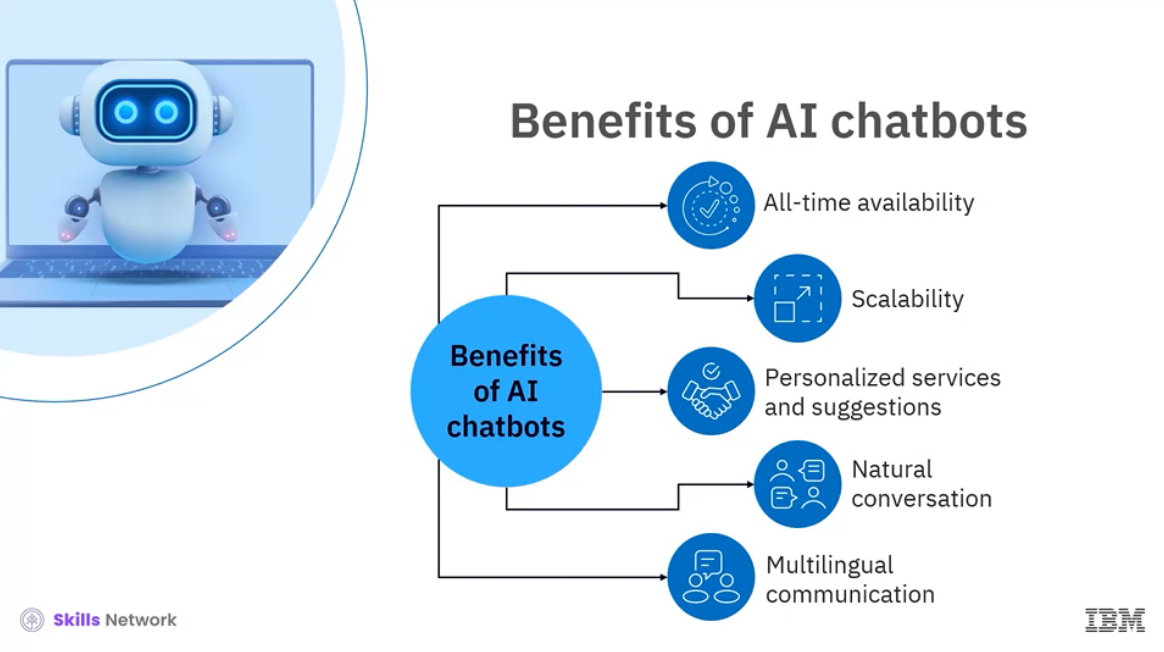 Benefits of AI chatbots
All-time availability
Scalability
Benefits
of AI
chatbots
Personalized services
and suggestions
Natural
conversation
Multilingual
communication
Skills Network
IBM